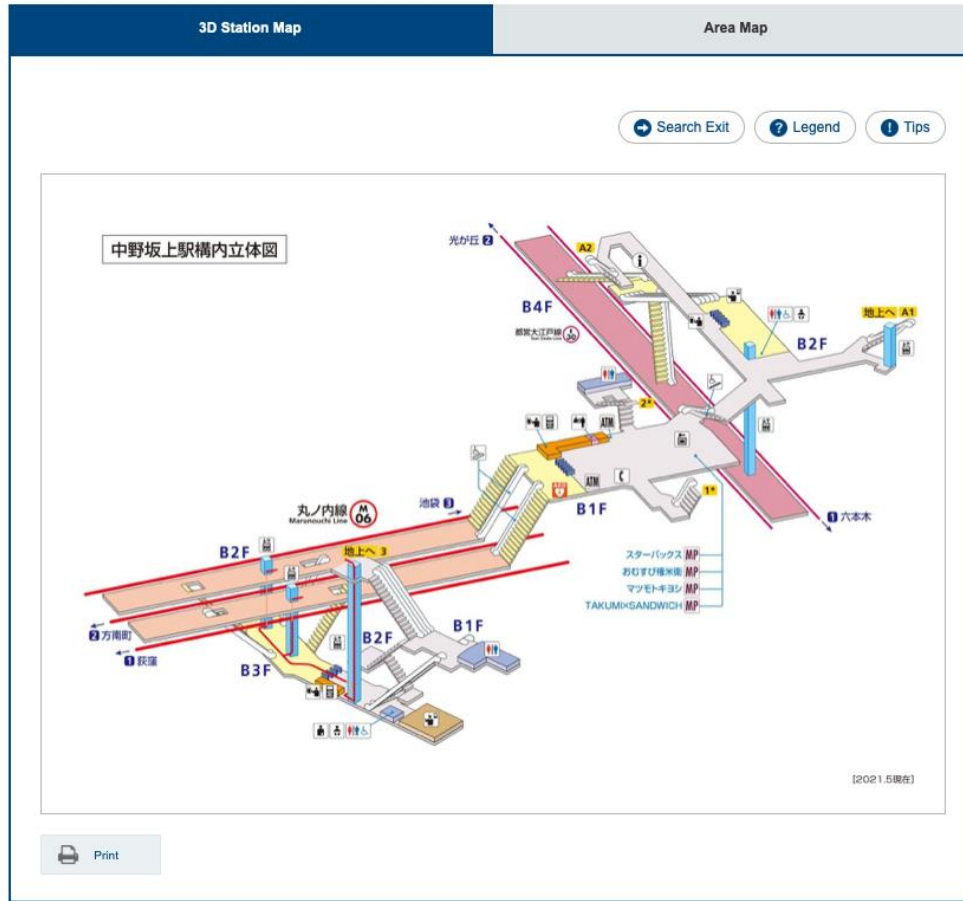 3D Station Map
Area Map
Search Exit
? Legend
! Tips
中野坂上駅構内立体図
光が丘 2
A2
B4F
都営大江戸線
E 30
地上へ A1
B2F
2*
ATM
ATM
AED
B1F
1*
1 六本木
池袋 3
丸ノ内線
Marunouchi Line
M 06
B2F
地上へ 3
スターバックス MP
おむすび権米衛 MP
マツモトキヨシ MP
TAKUMI×SANDWICH MP
2 方南町
1 荻窪
B2F
B1F
B3F
[2021.5現在]
Print